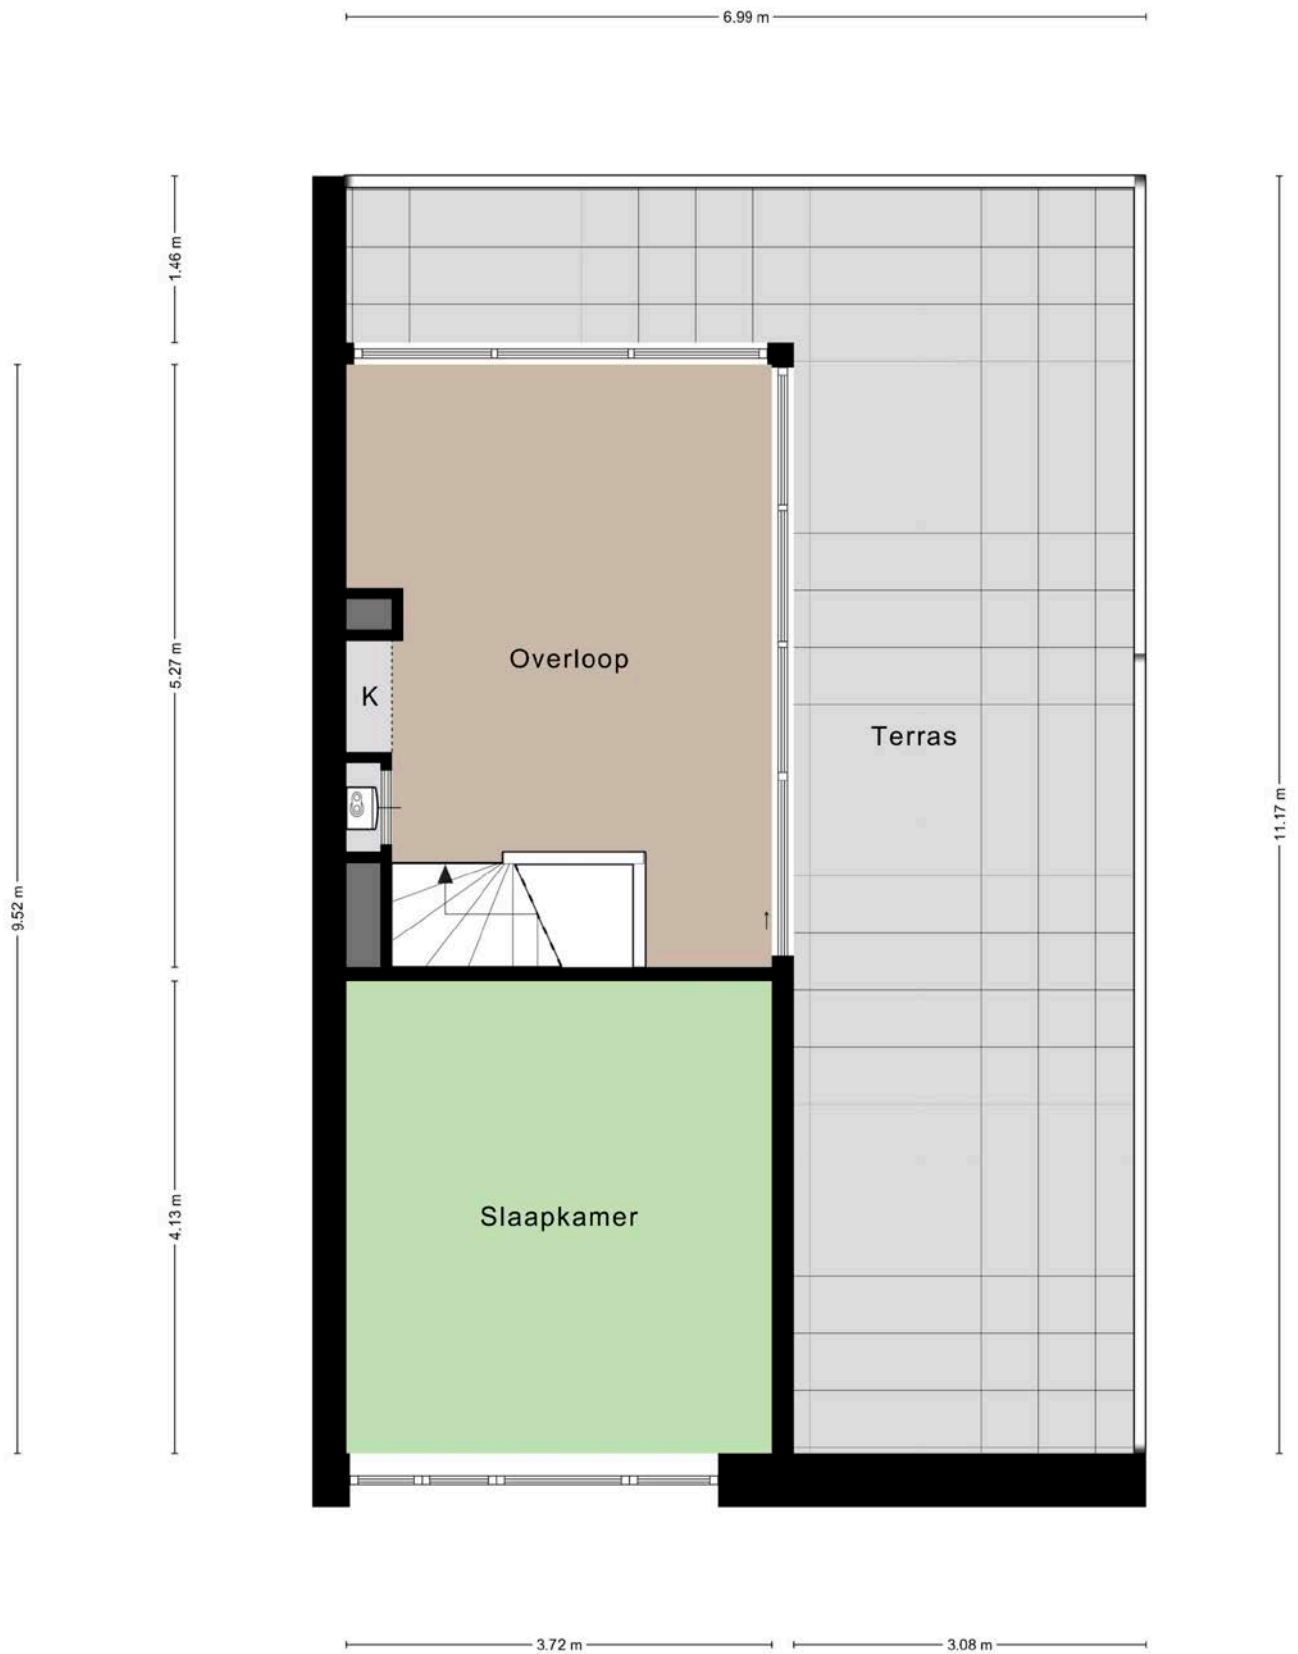 6.99 m
1.46 m
5.27 m
Overloop
K
Terras
11.17 m
9.52 m
4.13 m
Slaapkamer
3.72 m
3.08 m